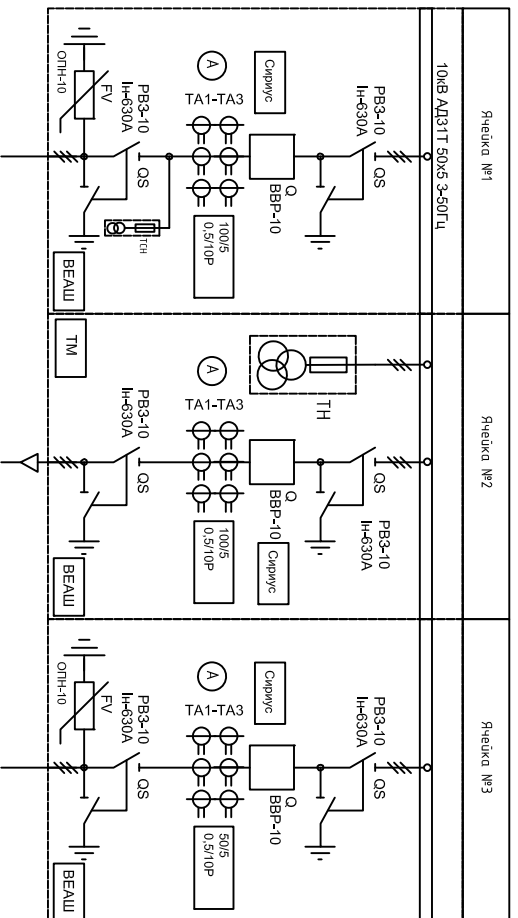 Ячейка №1
10кВ АД31Т 50х5 3-50Гц
РВЗ-10
Iн-630А
QS
Сириус
Q
ВВР-10
А
ТА1-ТА3
100/5
0,5/10Р
ТСН
РВЗ-10
Iн-630А
QS
FV
ОПН-10
ВЕАШ
Ячейка №2
ТН
QS
РВЗ-10
Iн-630А
Q
ВВР-10
Сириус
А
ТА1-ТА3
100/5
0,5/10Р
РВЗ-10
Iн-630А
QS
ТМ
ВЕАШ
Ячейка №3
РВЗ-10
Iн-630А
QS
Сириус
Q
ВВР-10
А
ТА1-ТА3
50/5
0,5/10Р
РВЗ-10
Iн-630А
QS
FV
ОПН-10
ВЕАШ